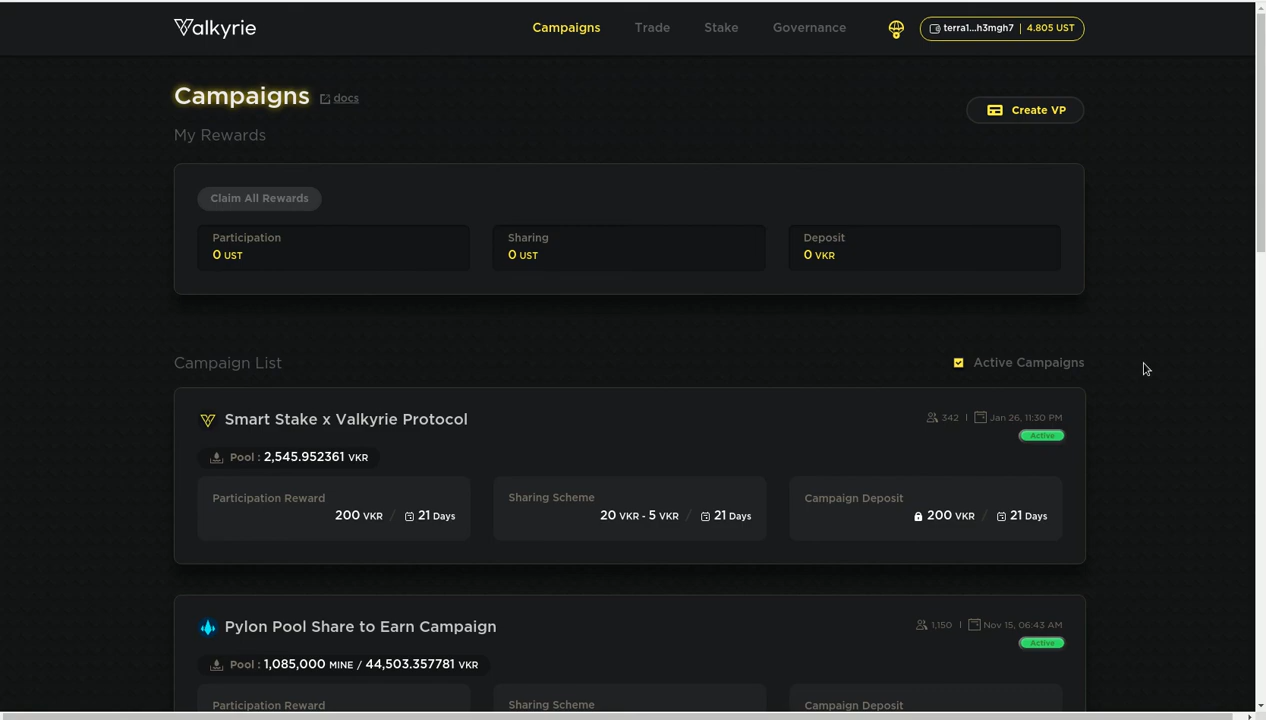 Valkyrie
Campaigns Trade Stake Governance terra1...h3mgh7 | 4.805 UST
Campaigns docs
Create VP
My Rewards
Claim All Rewards
Participation Sharing Deposit
0 UST 0 UST 0 VKR
Campaign List Active Campaigns
Smart Stake x Valkyrie Protocol 342 | Jan 26, 11:30 PM
Active
Pool : 2,545.952361 VKR
Participation Reward Sharing Scheme Campaign Deposit
200 VKR / 21 Days 20 VKR - 5 VKR / 21 Days 200 VKR / 21 Days
Pylon Pool Share to Earn Campaign 1,150 | Nov 15, 06:43 AM
Active
Pool : 1,085,000 MINE / 44,503.357781 VKR
Participation Reward Sharing Scheme Campaign Deposit